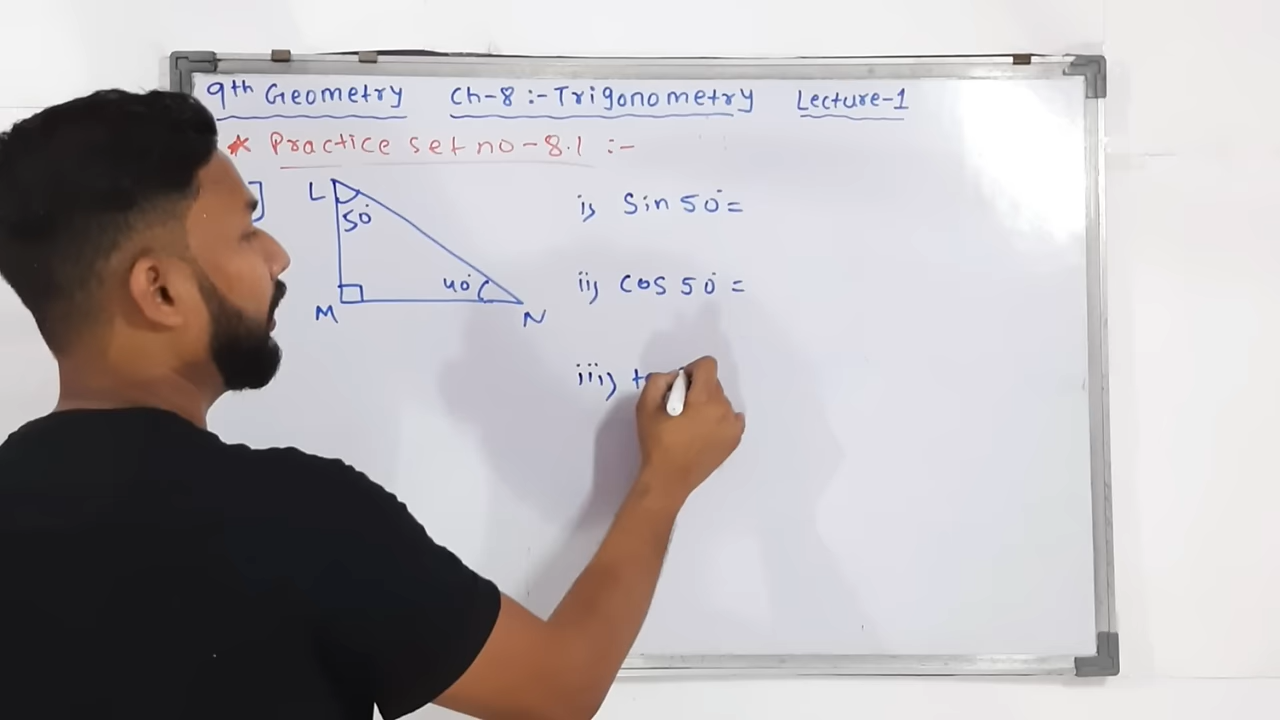 9th Geometry Ch-8 :- Trigonometry Lecture-1
* Practice set no - 8.1 :-
L
50°
40°
M
N
i) Sin 50° =
ii) cos 50° =
iii)